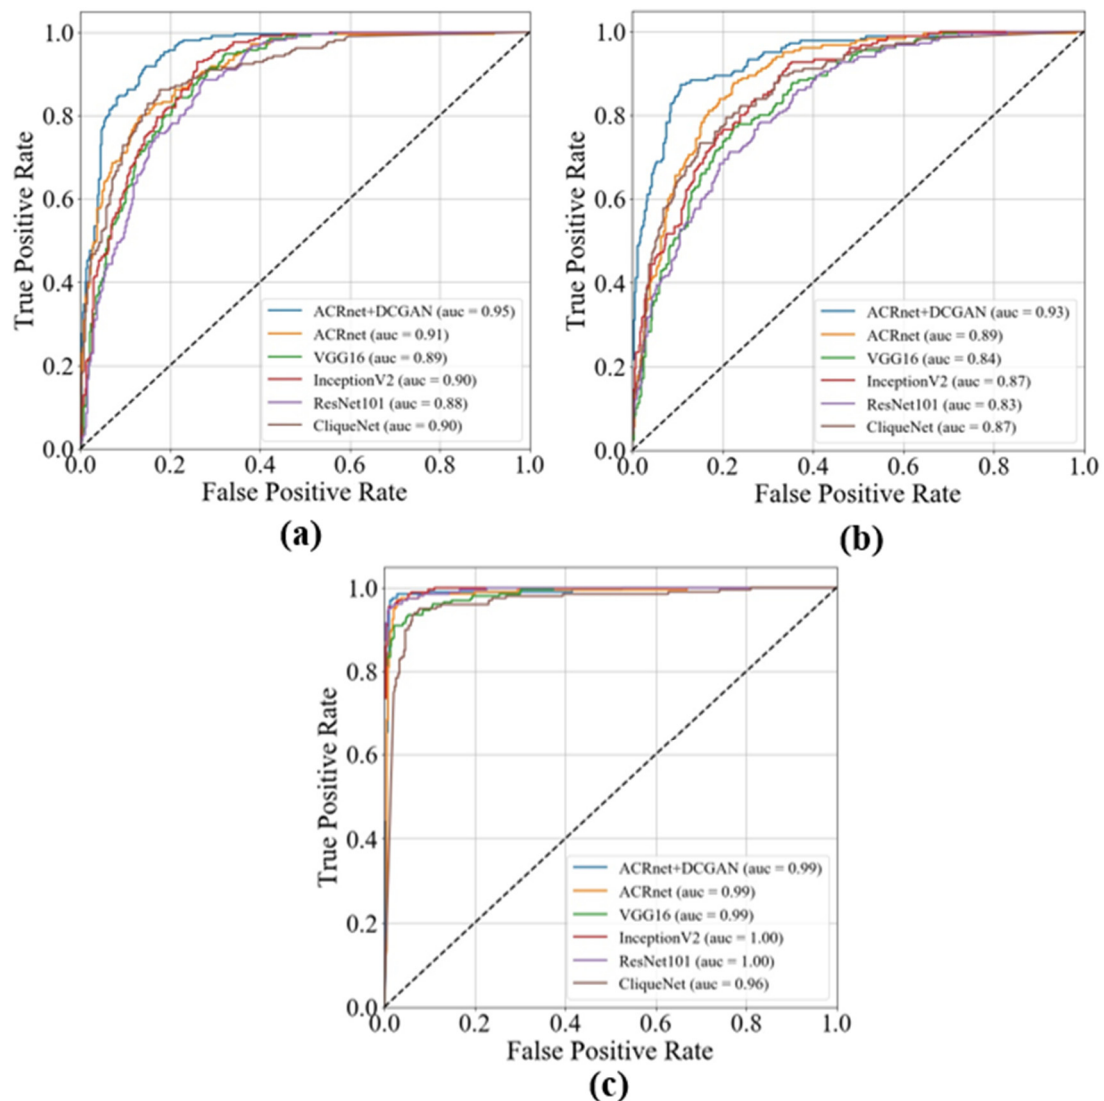 1.0
0.8
0.6
0.4
0.2
0.0
True Positive Rate
ACRnet+DCGAN (auc = 0.95)
ACRnet (auc = 0.91)
VGG16 (auc = 0.89)
InceptionV2 (auc = 0.90)
ResNet101 (auc = 0.88)
CliqueNet (auc = 0.90)
0.0 0.2 0.4 0.6 0.8 1.0
False Positive Rate
(a)
1.0
0.8
0.6
0.4
0.2
0.0
True Positive Rate
ACRnet+DCGAN (auc = 0.93)
ACRnet (auc = 0.89)
VGG16 (auc = 0.84)
InceptionV2 (auc = 0.87)
ResNet101 (auc = 0.83)
CliqueNet (auc = 0.87)
0.0 0.2 0.4 0.6 0.8 1.0
False Positive Rate
(b)
1.0
0.8
0.6
0.4
0.2
0.0
True Positive Rate
ACRnet+DCGAN (auc = 0.99)
ACRnet (auc = 0.99)
VGG16 (auc = 0.99)
InceptionV2 (auc = 1.00)
ResNet101 (auc = 1.00)
CliqueNet (auc = 0.96)
0.0 0.2 0.4 0.6 0.8 1.0
False Positive Rate
(c)